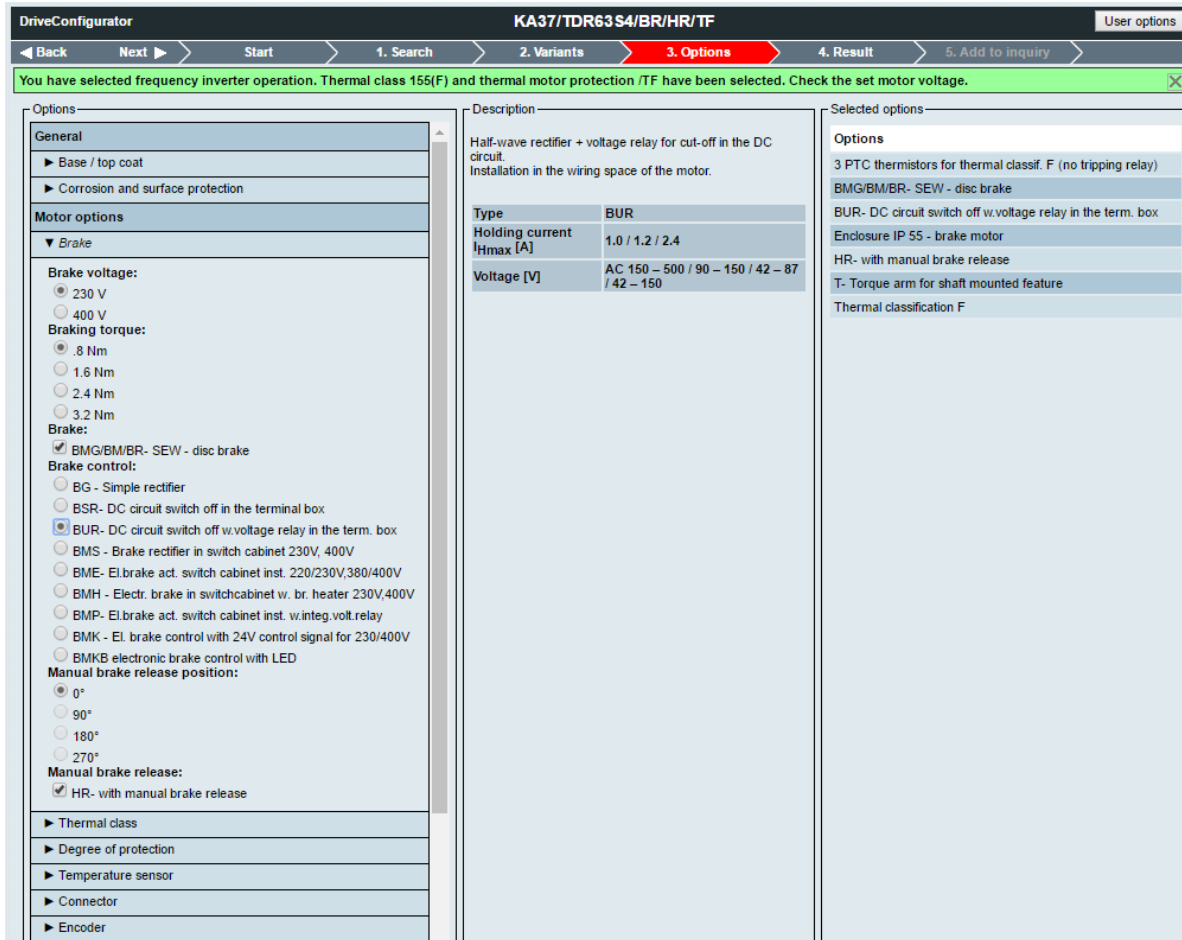 DriveConfigurator
KA37/TDR63S4/BR/HR/TF
User options
◀ Back
Next ▶
Start
1. Search
2. Variants
3. Options
4. Result
5. Add to inquiry
You have selected frequency inverter operation. Thermal class 155(F) and thermal motor protection /TF have been selected. Check the set motor voltage.
Options
General
▶ Base / top coat
▶ Corrosion and surface protection
Motor options
▼ Brake
Brake voltage:
230 V
400 V
Braking torque:
.8 Nm
1.6 Nm
2.4 Nm
3.2 Nm
Brake:
BMG/BM/BR- SEW - disc brake
Brake control:
BG - Simple rectifier
BSR- DC circuit switch off in the terminal box
BUR- DC circuit switch off w.voltage relay in the term. box
BMS - Brake rectifier in switch cabinet 230V, 400V
BME- El.brake act. switch cabinet inst. 220/230V,380/400V
BMH - Electr. brake in switchcabinet w. br. heater 230V,400V
BMP- El.brake act. switch cabinet inst. w.integ.volt.relay
BMK - El. brake control with 24V control signal for 230/400V
BMKB electronic brake control with LED
Manual brake release position:
0°
90°
180°
270°
Manual brake release:
HR- with manual brake release
▶ Thermal class
▶ Degree of protection
▶ Temperature sensor
▶ Connector
▶ Encoder
Description
Half-wave rectifier + voltage relay for cut-off in the DC
circuit.
Installation in the wiring space of the motor.
Type BUR
Holding current
IHmax [A] 1.0 / 1.2 / 2.4
Voltage [V] AC 150 – 500 / 90 – 150 / 42 – 87
/ 42 – 150
Selected options
Options
3 PTC thermistors for thermal classif. F (no tripping relay)
BMG/BM/BR- SEW - disc brake
BUR- DC circuit switch off w.voltage relay in the term. box
Enclosure IP 55 - brake motor
HR- with manual brake release
T- Torque arm for shaft mounted feature
Thermal classification F